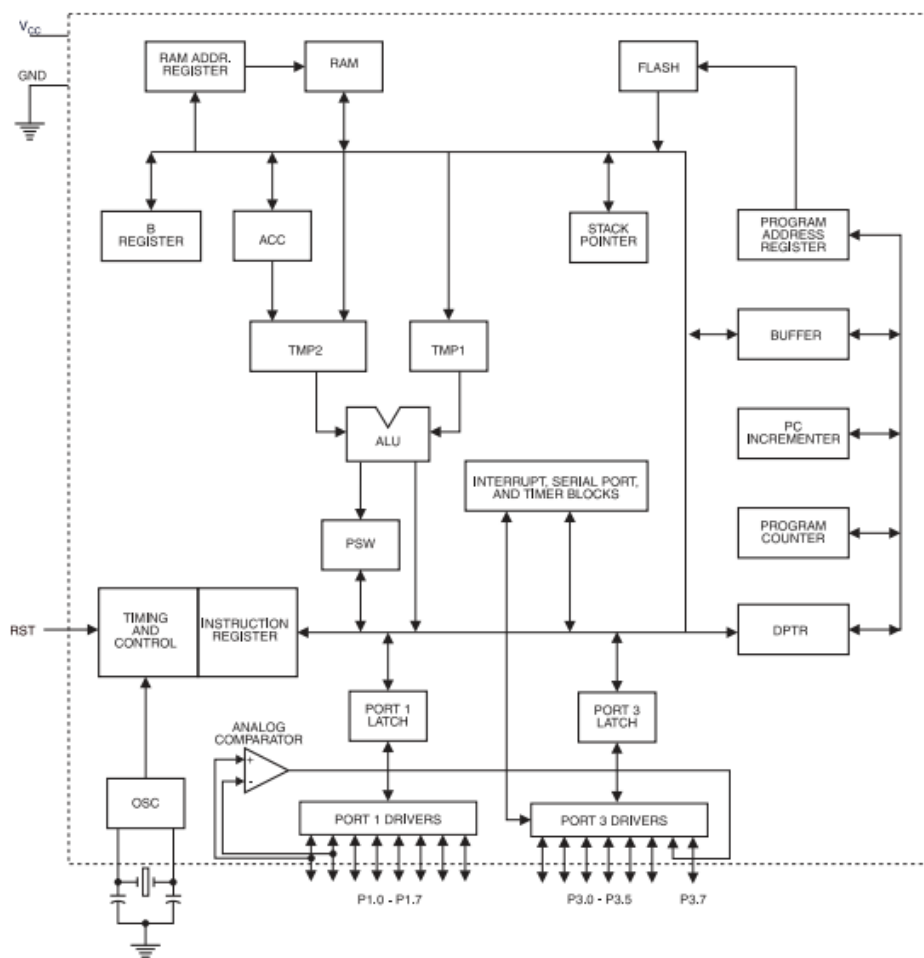 VCC
GND
RAM ADDR.
REGISTER
RAM
FLASH
B
REGISTER
ACC
STACK
POINTER
PROGRAM
ADDRESS
REGISTER
TMP2
TMP1
BUFFER
ALU
PC
INCREMENTER
INTERRUPT, SERIAL PORT,
AND TIMER BLOCKS
PSW
PROGRAM
COUNTER
RST
TIMING
AND
CONTROL
INSTRUCTION
REGISTER
DPTR
PORT 1
LATCH
PORT 3
LATCH
ANALOG
COMPARATOR
+
-
OSC
PORT 1 DRIVERS
PORT 3 DRIVERS
P1.0 - P1.7
P3.0 - P3.5
P3.7